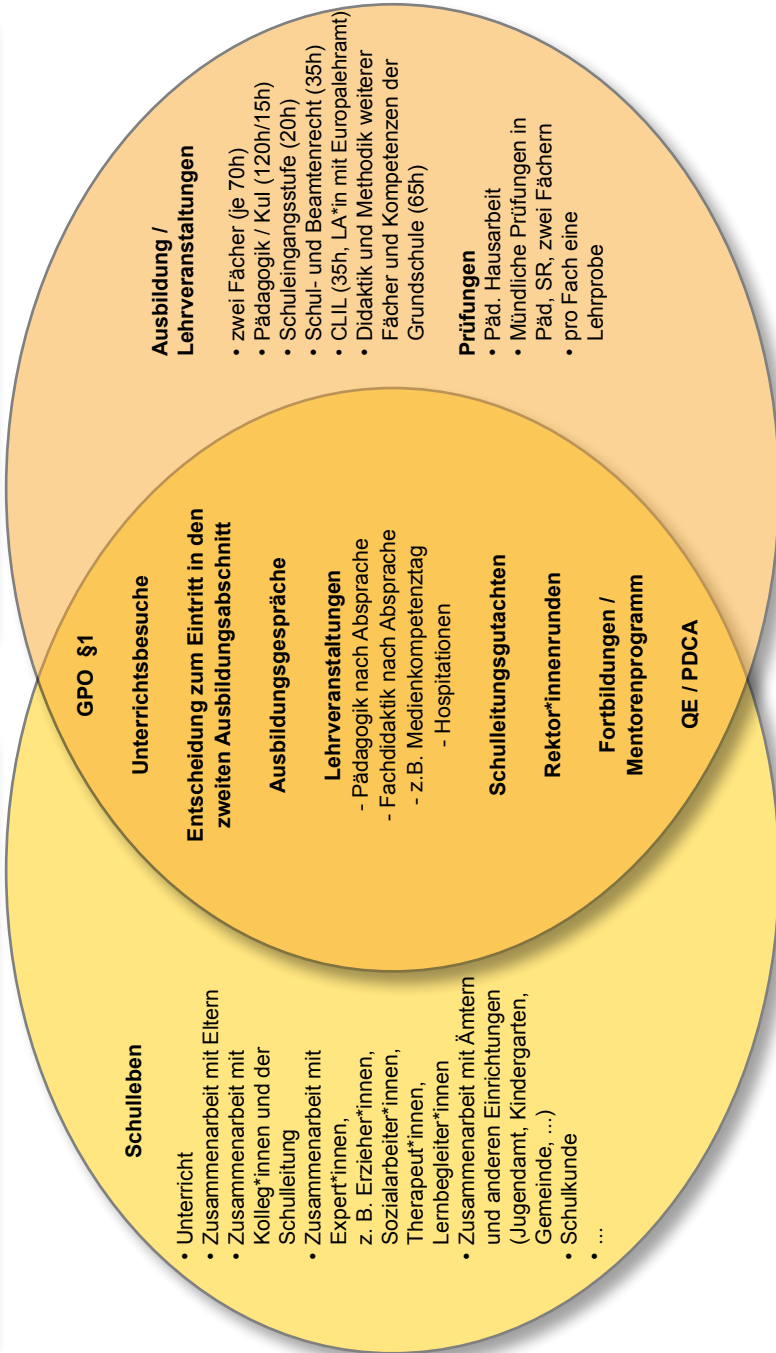 Schulleben
• Unterricht
• Zusammenarbeit mit Eltern
• Zusammenarbeit mit
Kolleg*innen und der
Schulleitung
• Zusammenarbeit mit
Expert*innen,
z. B. Erzieher*innen,
Sozialarbeiter*innen,
Therapeut*innen,
Lernbegleiter*innen
• Zusammenarbeit mit Ämtern
und anderen Einrichtungen
(Jugendamt, Kindergarten,
Gemeinde, …)
• Schulkunde
• …
GPO §1
Unterrichtsbesuche
Entscheidung zum Eintritt in den
zweiten Ausbildungsabschnitt
Ausbildungsgespräche
Lehrveranstaltungen
- Pädagogik nach Absprache
- Fachdidaktik nach Absprache
- z.B. Medienkompetenztag
- Hospitationen
Schulleitungsgutachten
Rektor*innenrunden
Fortbildungen /
Mentorenprogramm
QE / PDCA
Ausbildung /
Lehrveranstaltungen
• zwei Fächer (je 70h)
• Pädagogik / KuI (120h/15h)
• Schuleingangsstufe (20h)
• Schul- und Beamtenrecht (35h)
• CLIL (35h, LA*in mit Europalehramt)
• Didaktik und Methodik weiterer
Fächer und Kompetenzen der
Grundschule (65h)
Prüfungen
• Päd. Hausarbeit
• Mündliche Prüfungen in
Päd, SR, zwei Fächern
• pro Fach eine
Lehrprobe